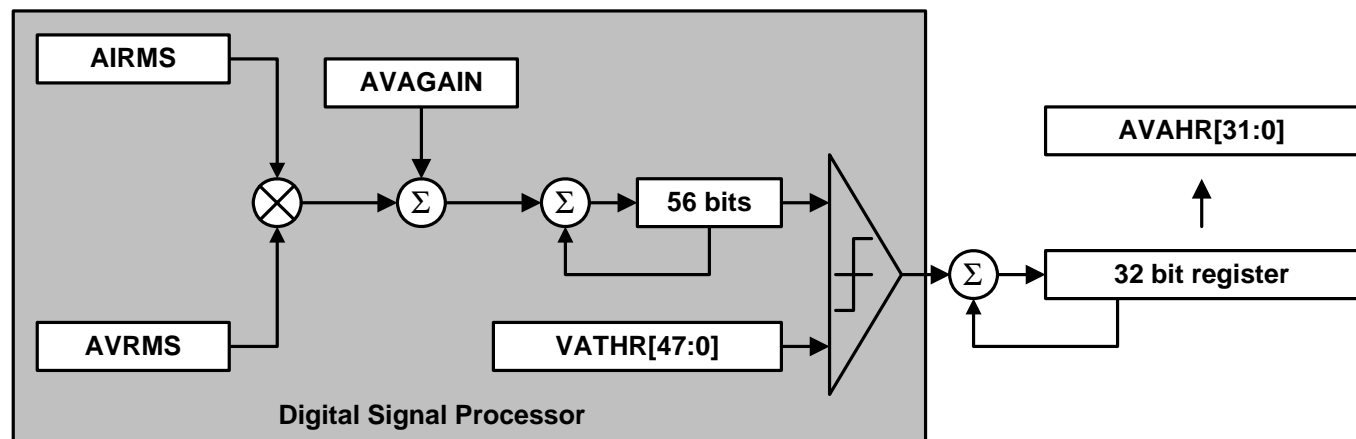 AIRMS
AVAGAIN
AVAHR[31:0]
Σ
Σ
56 bits
Σ
32 bit register
AVRMS
VATHR[47:0]
Digital Signal Processor